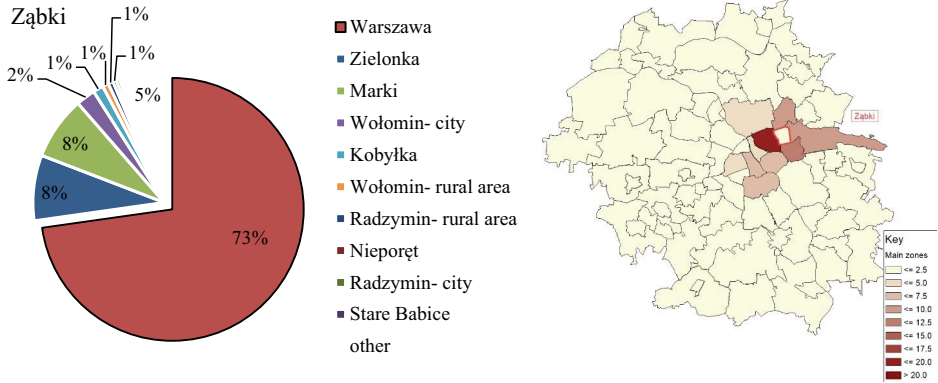 Ząbki
1%
1%
1%
1%
2%
5%
8%
8%
73%
Warszawa
Zielonka
Marki
Wołomin- city
Kobyłka
Wołomin- rural area
Radzymin- rural area
Nieporęt
Radzymin- city
Stare Babice
other
Ząbki
Key
Main zones
<= 2.5
<= 5.0
<= 7.5
<= 10.0
<= 12.5
<= 15.0
<= 17.5
<= 20.0
> 20.0